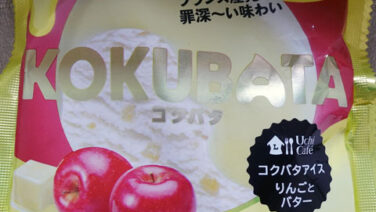 罪深〜い味わい
KOKUBATA
コクバタ
Uchi
Café
コクバタアイス
りんごと
バター